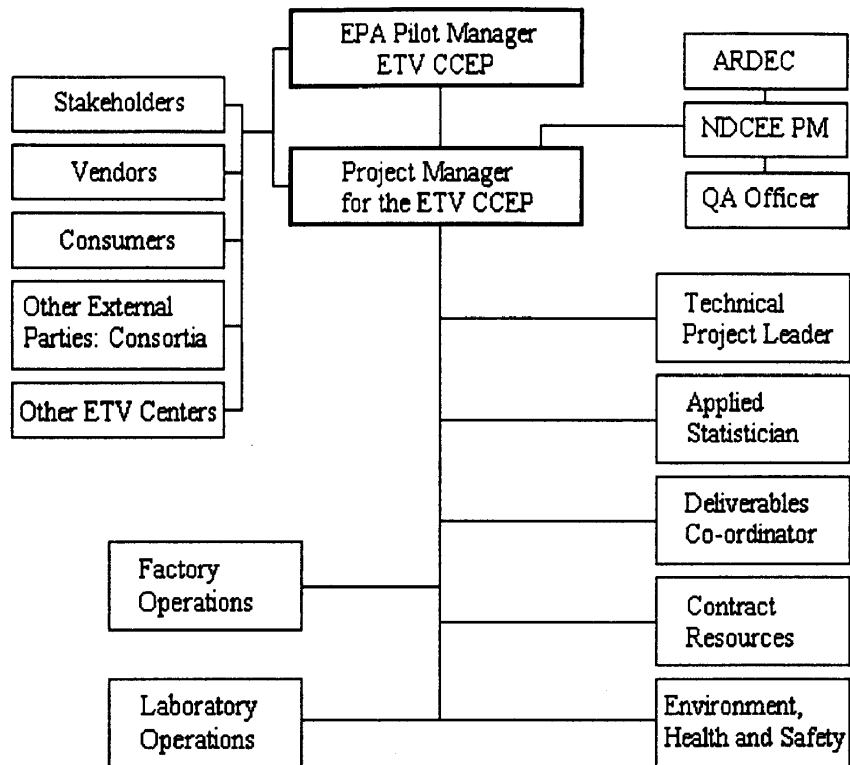 EPA Pilot Manager
ETV CCEP
ARDEC
Stakeholders
NDCEE PM
Vendors
Project Manager
for the ETV CCEP
QA Officer
Consumers
Other External
Parties: Consortia
Technical
Project Leader
Other ETV Centers
Applied
Statistician
Deliverables
Co-ordinator
Factory
Operations
Contract
Resources
Laboratory
Operations
Environment,
Health and Safety